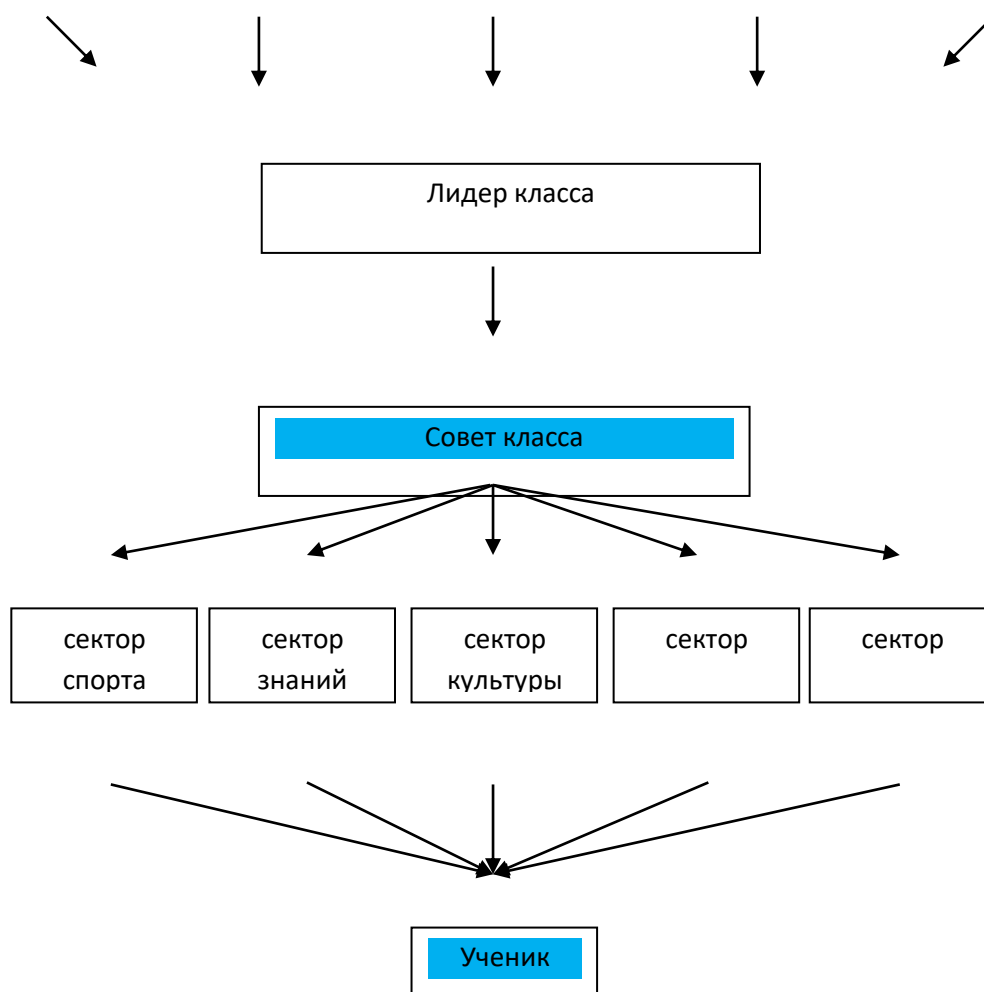 Лидер класса
Совет класса
сектор
спорта
сектор
знаний
сектор
культуры
сектор
сектор
Ученик